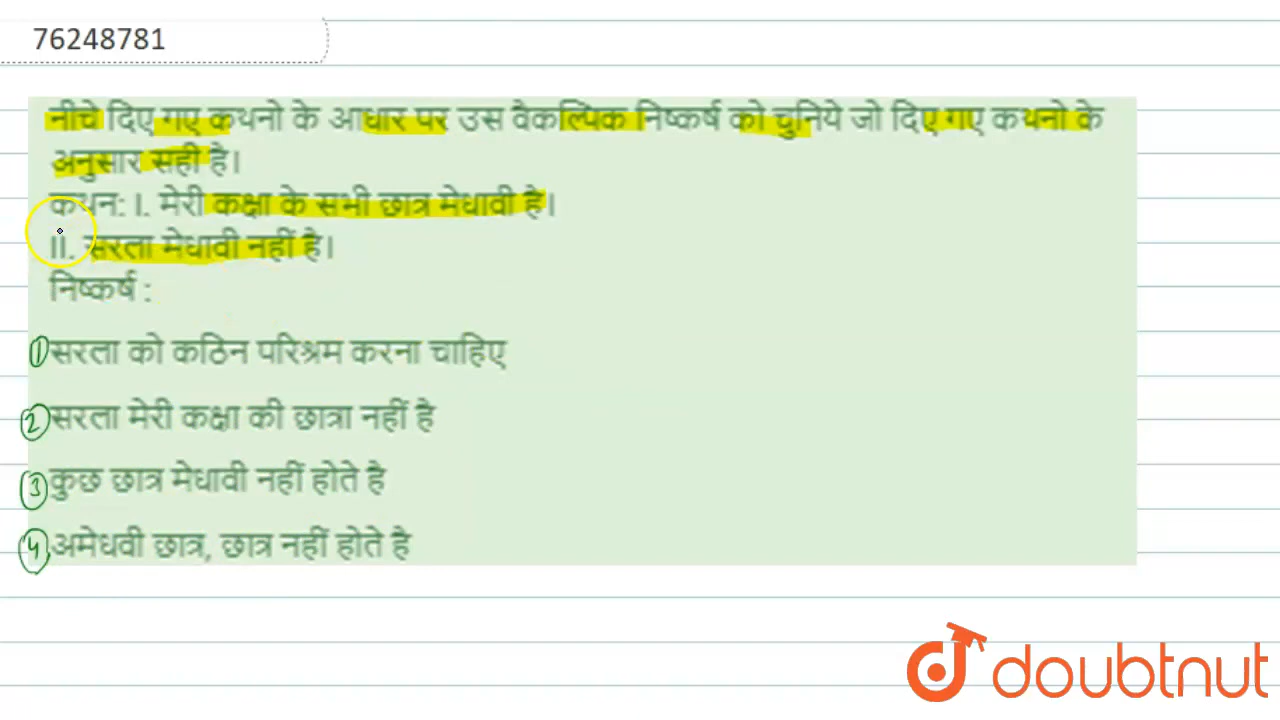 76248781
नीचे दिए गए कथनो के आधार पर उस वैकल्पिक निष्कर्ष को चुनिये जो दिए गए कथनो के
अनुसार सही है।
कथन: I. मेरी कक्षा के सभी छात्र मेधावी है।
II. सरला मेधावी नहीं है।
निष्कर्ष :
① सरला को कठिन परिश्रम करना चाहिए
② सरला मेरी कक्षा की छात्रा नहीं है
③ कुछ छात्र मेधावी नहीं होते है
④ अमेधवी छात्र, छात्र नहीं होते है
doubtnut